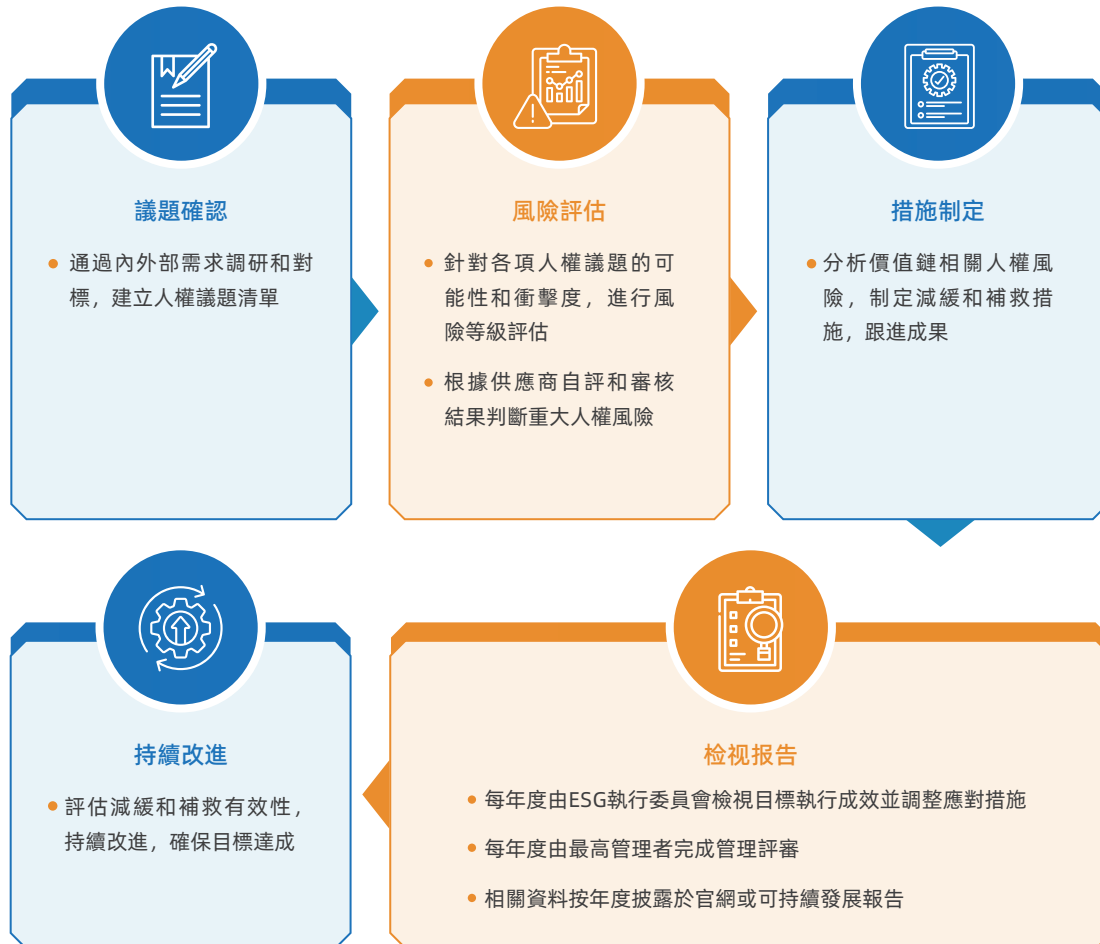 議題確認
通過內外部需求調研和對
標，建立人權議題清單
風險評估
針對各項人權議題的可
能性和衝擊度，進行風
險等級評估
根據供應商自評和審核
結果判斷重大人權風險
措施制定
分析價值鏈相關人權風
險，制定減緩和補救措
施，跟進成果
检视报告
每年度由ESG執行委員會檢視目標執行成效並調整應對措施
每年度由最高管理者完成管理評審
相關資料按年度披露於官網或可持續發展報告
持續改進
評估減緩和補救有效性，
持續改進，確保目標達成